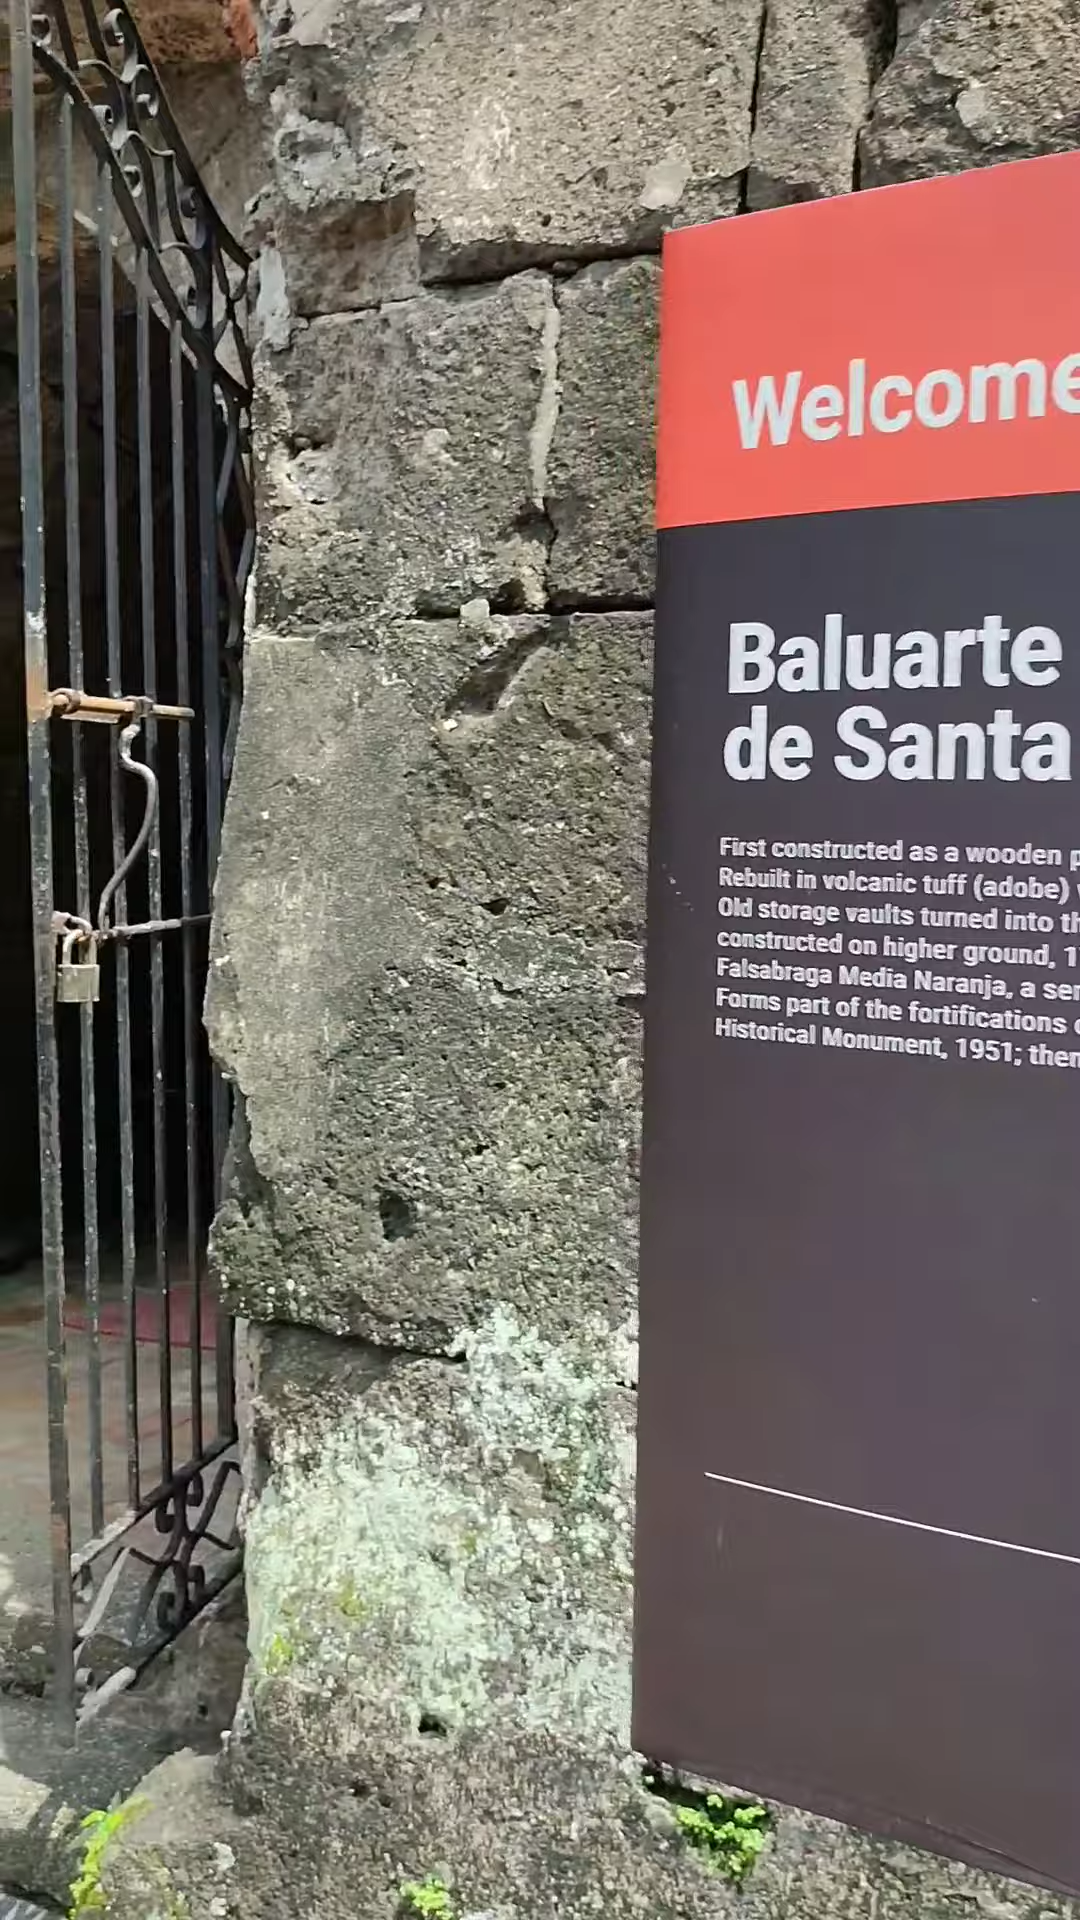 Welcome
Baluarte
de Santa
First constructed as a wooden
Rebuilt in volcanic tuff (adobe)
Old storage vaults turned into
constructed on higher ground,
Falsabraga Media Naranja, a
Forms part of the fortifications
Historical Monument, 1951;